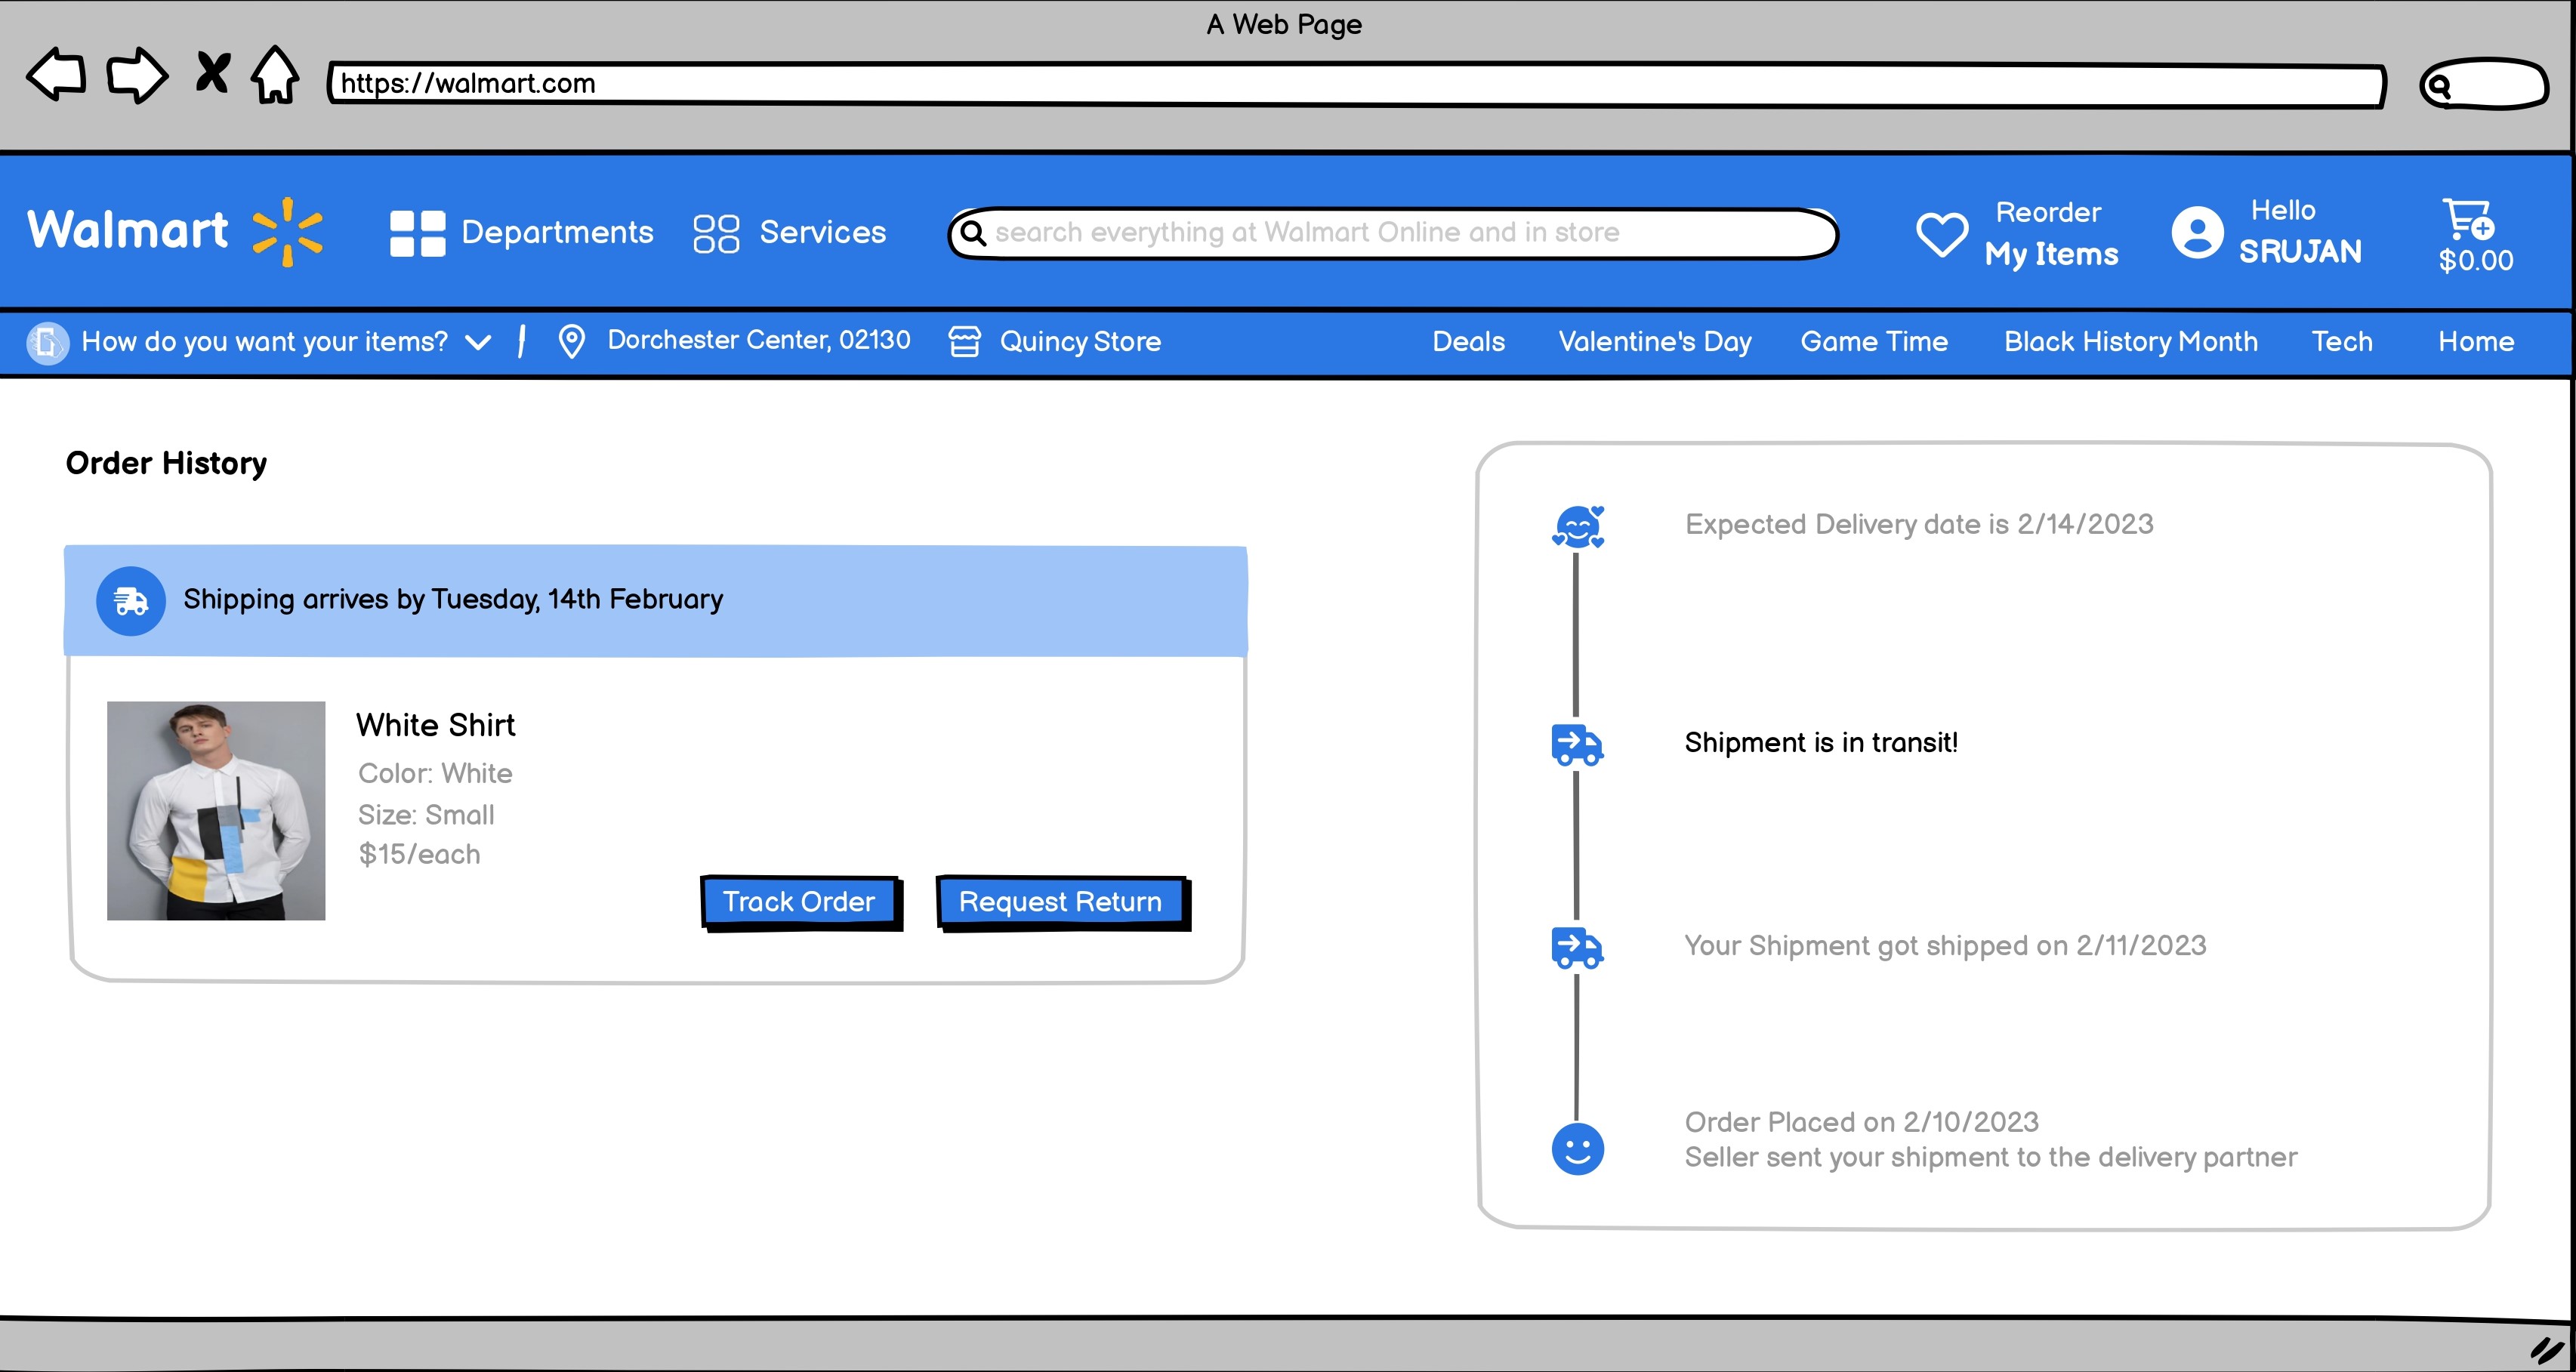 A Web Page
https://walmart.com
Walmart
Departments
Services
search everything at Walmart Online and in store
Reorder
My Items
Hello
SRUJAN
$0.00
How do you want your items?
Dorchester Center, 02130
Quincy Store
Deals
Valentine's Day
Game Time
Black History Month
Tech
Home
Order History
Shipping arrives by Tuesday, 14th February
White Shirt
Color: White
Size: Small
$15/each
Track Order
Request Return
Expected Delivery date is 2/14/2023
Shipment is in transit!
Your Shipment got shipped on 2/11/2023
Order Placed on 2/10/2023
Seller sent your shipment to the delivery partner